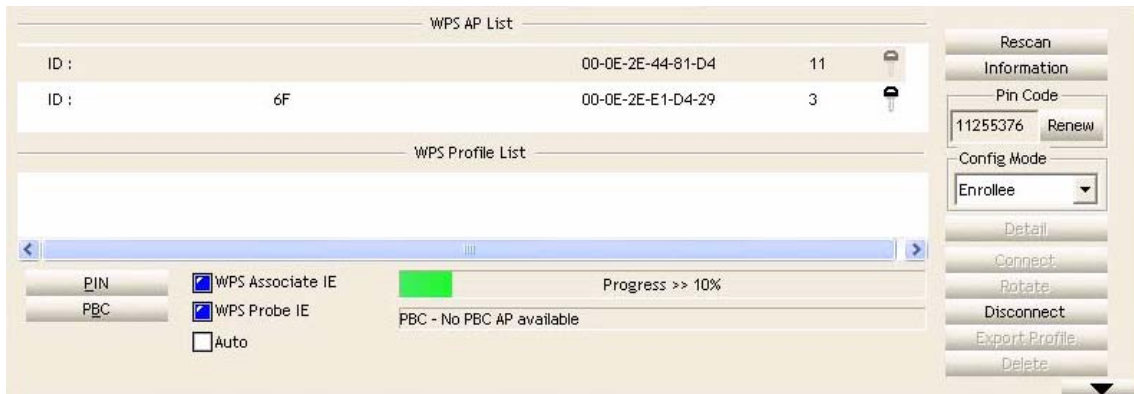 WPS AP List
ID : 00-0E-2E-44-81-D4 11
ID : 6F 00-0E-2E-E1-D4-29 3
WPS Profile List
PIN
PBC
WPS Associate IE
WPS Probe IE
Auto
Progress >> 10%
PBC - No PBC AP available
Rescan
Information
Pin Code
11255376 Renew
Config Mode
Enrollee
Detail
Connect
Rotate
Disconnect
Export Profile
Delete